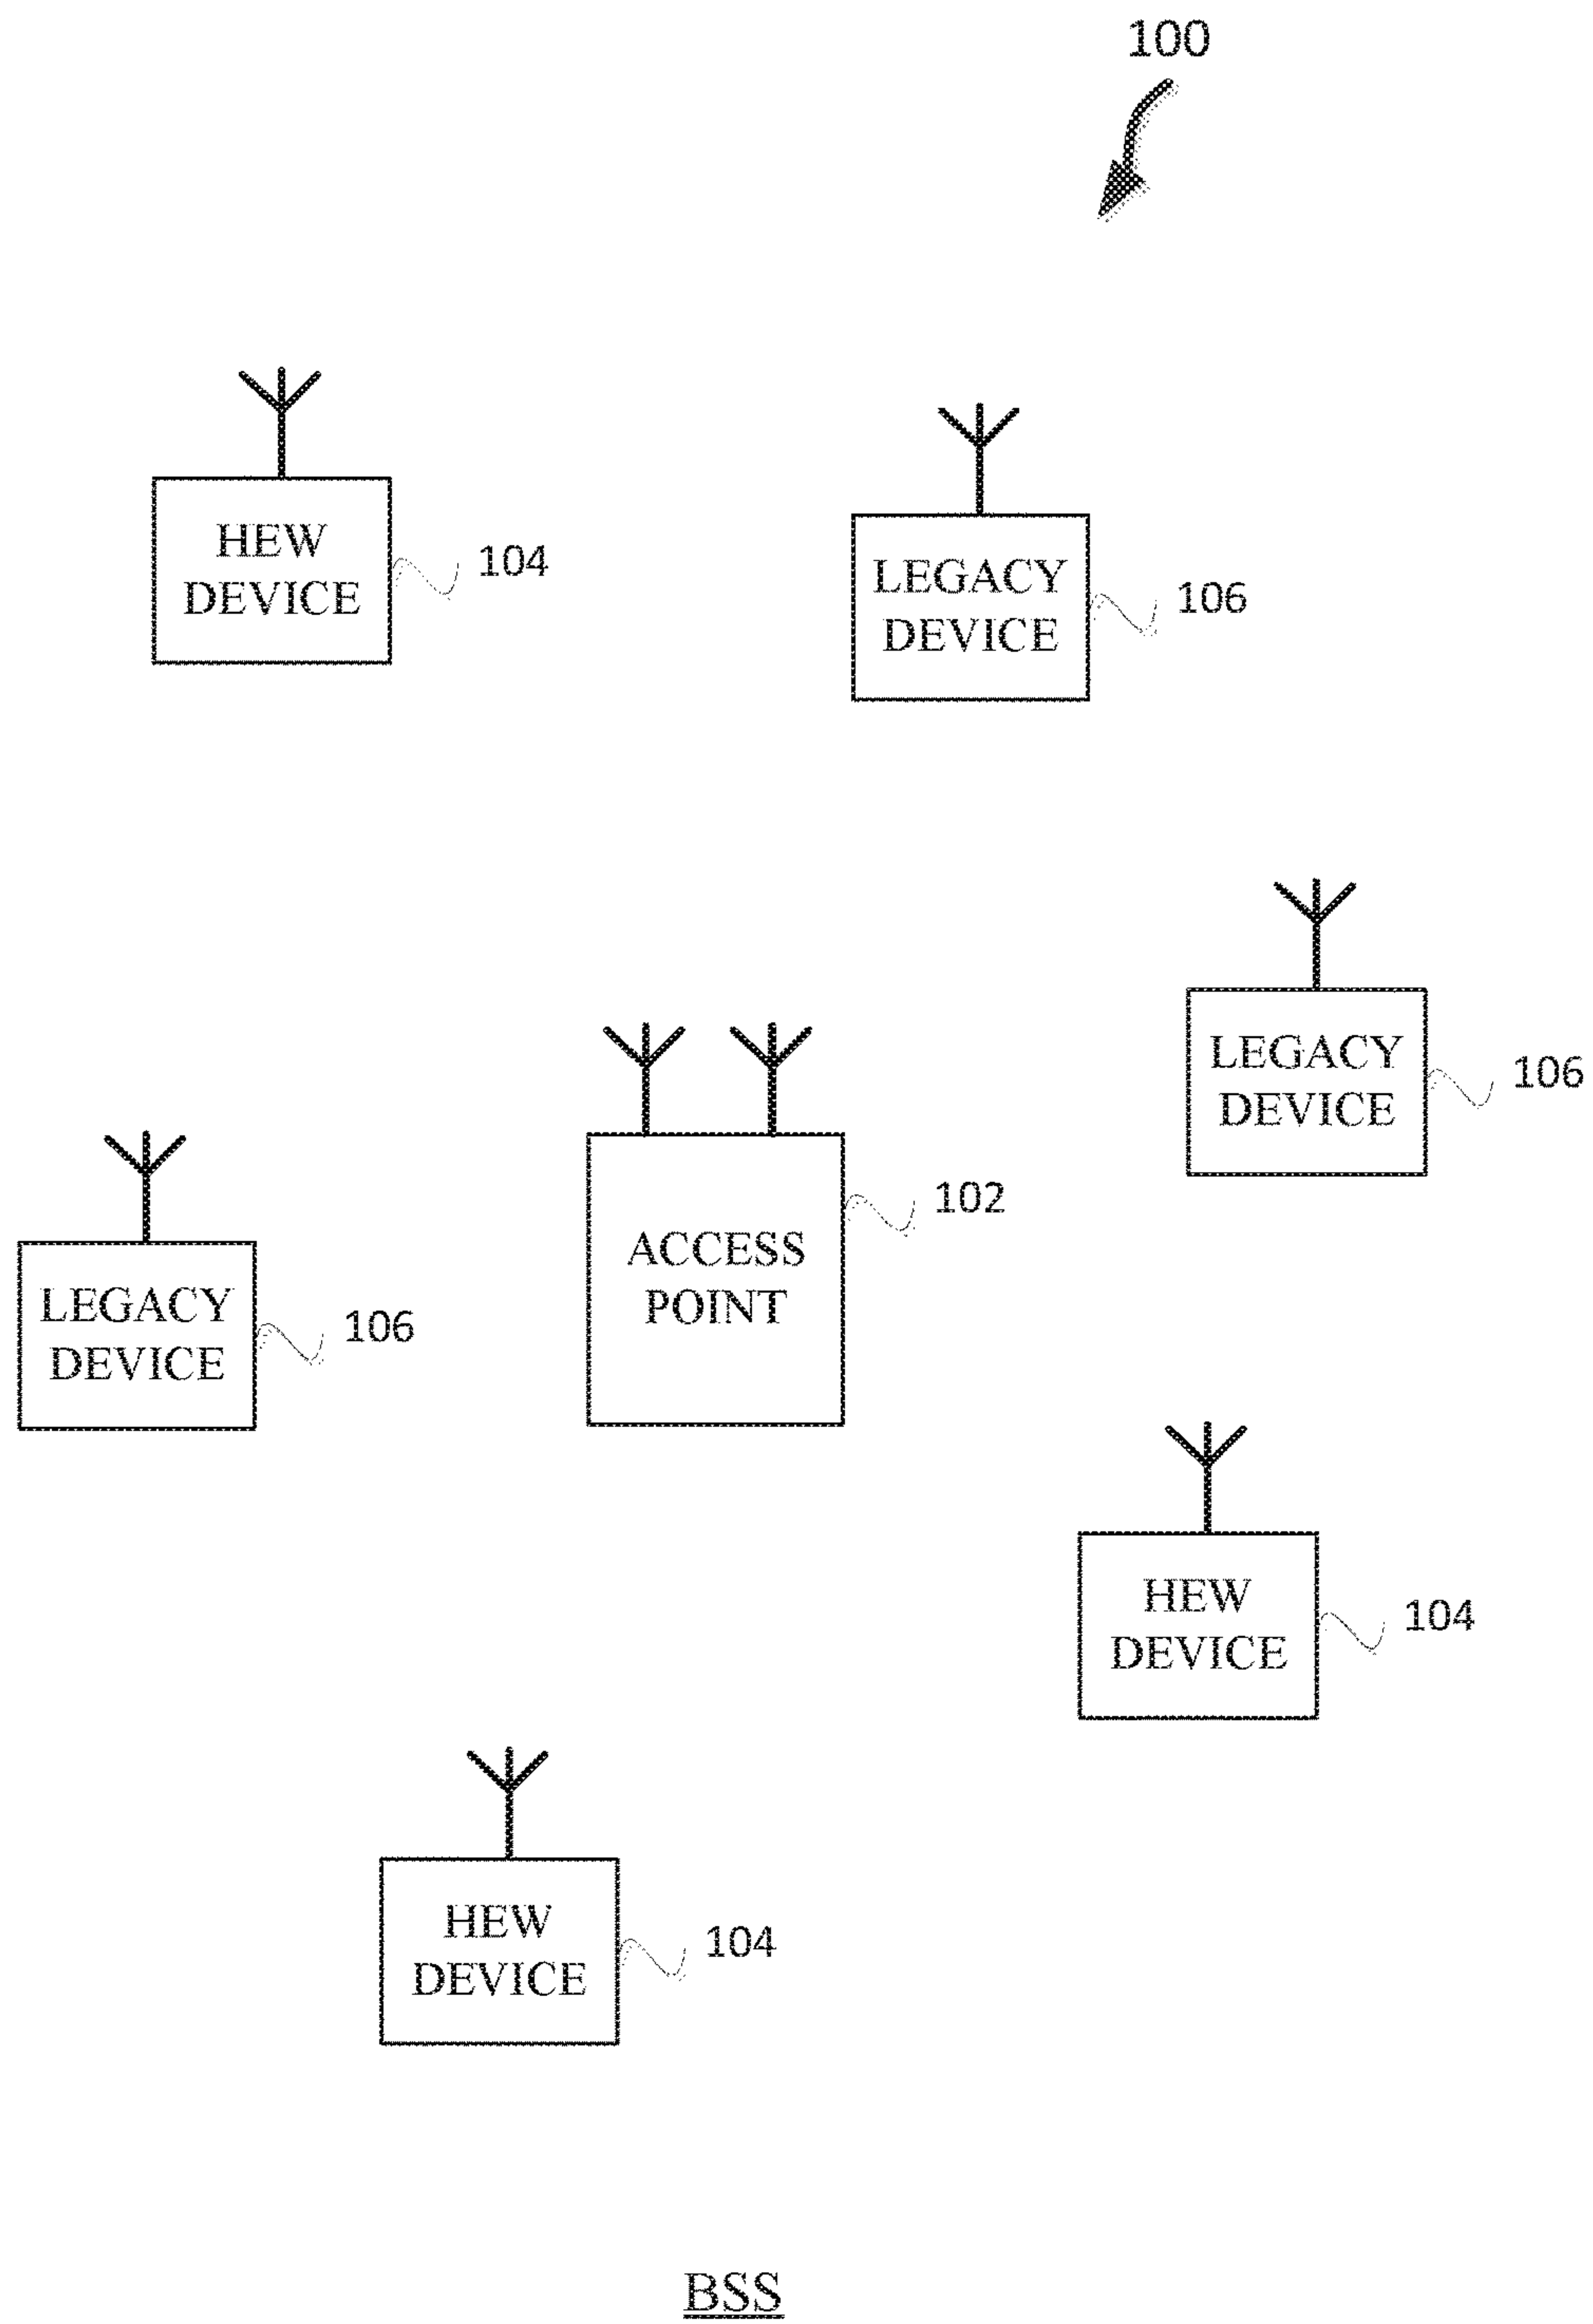 100
HEW
DEVICE
104
LEGACY
DEVICE
106
LEGACY
DEVICE
106
ACCESS
POINT
102
LEGACY
DEVICE
106
HEW
DEVICE
104
HEW
DEVICE
104
BSS